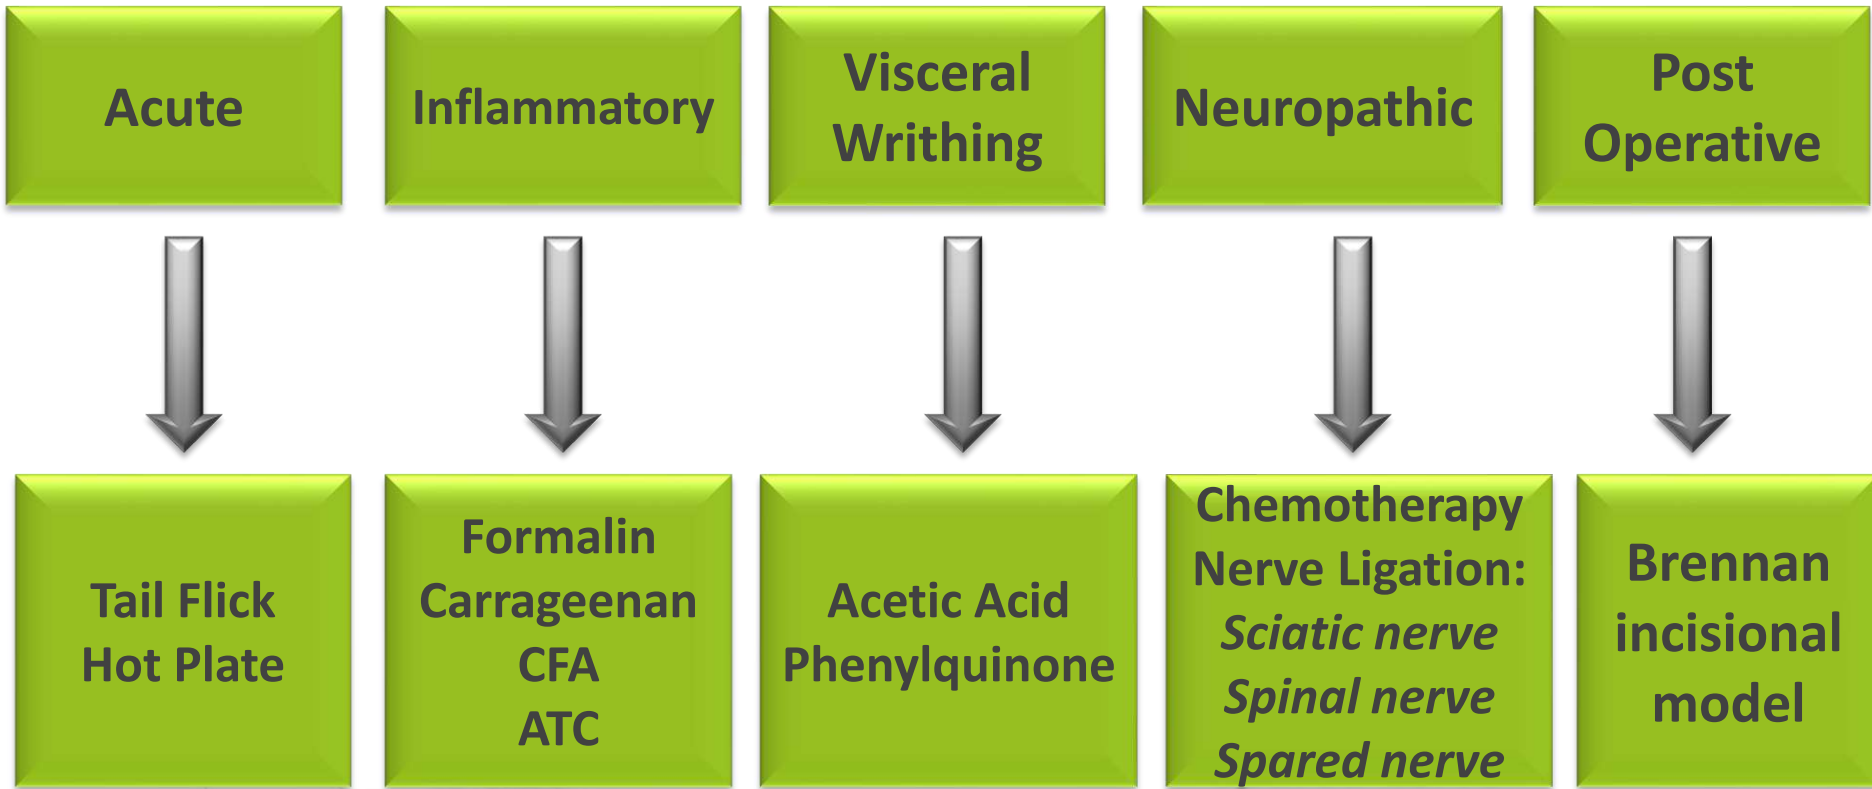 Acute
Inflammatory
Visceral
Writhing
Neuropathic
Post
Operative
Tail Flick
Hot Plate
Formalin
Carrageenan
CFA
ATC
Acetic Acid
Phenylquinone
Chemotherapy
Nerve Ligation:
Sciatic nerve
Spinal nerve
Spared nerve
Brennan
incisional
model